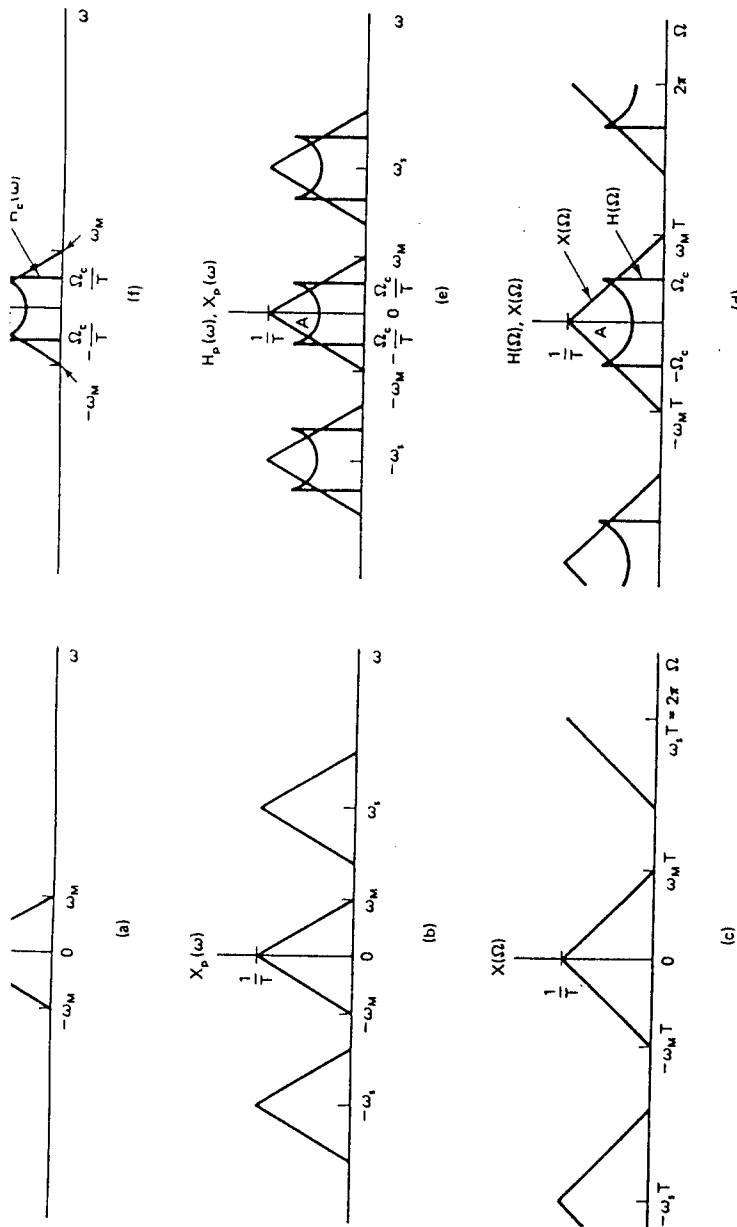 -ω_M 0 ω_M ω
(a)
X_p(ω)
1/T
-ω_s -ω_M 0 ω_M ω_s ω
(b)
X(Ω)
1/T
-ω_s T -ω_M T 0 ω_M T ω_s T = 2π Ω
(c)
-ω_M -Ω_c/T Ω_c/T ω_M ω
(f)
H_p(ω), X_p(ω)
1/T
A
-ω_s -ω_M -Ω_c/T 0 Ω_c/T ω_M ω_s ω
(e)
H(Ω), X(Ω)
1/T
A
X(Ω)
H(Ω)
-ω_M T -Ω_c Ω_c ω_M T 2π Ω